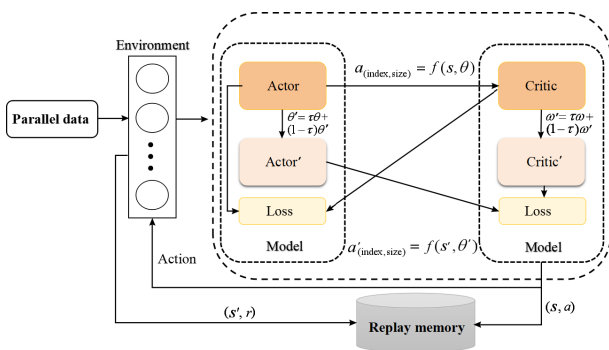 Environment
Parallel data
Actor
a(index,size) = f(s,θ)
Critic
θ′=τθ+
(1−τ)θ′
ω′=τω+
(1−τ)ω′
Actor′
Critic′
Loss
Loss
Model
a′(index,size) = f(s′,θ′)
Model
Action
(s′, r)
(s, a)
Replay memory